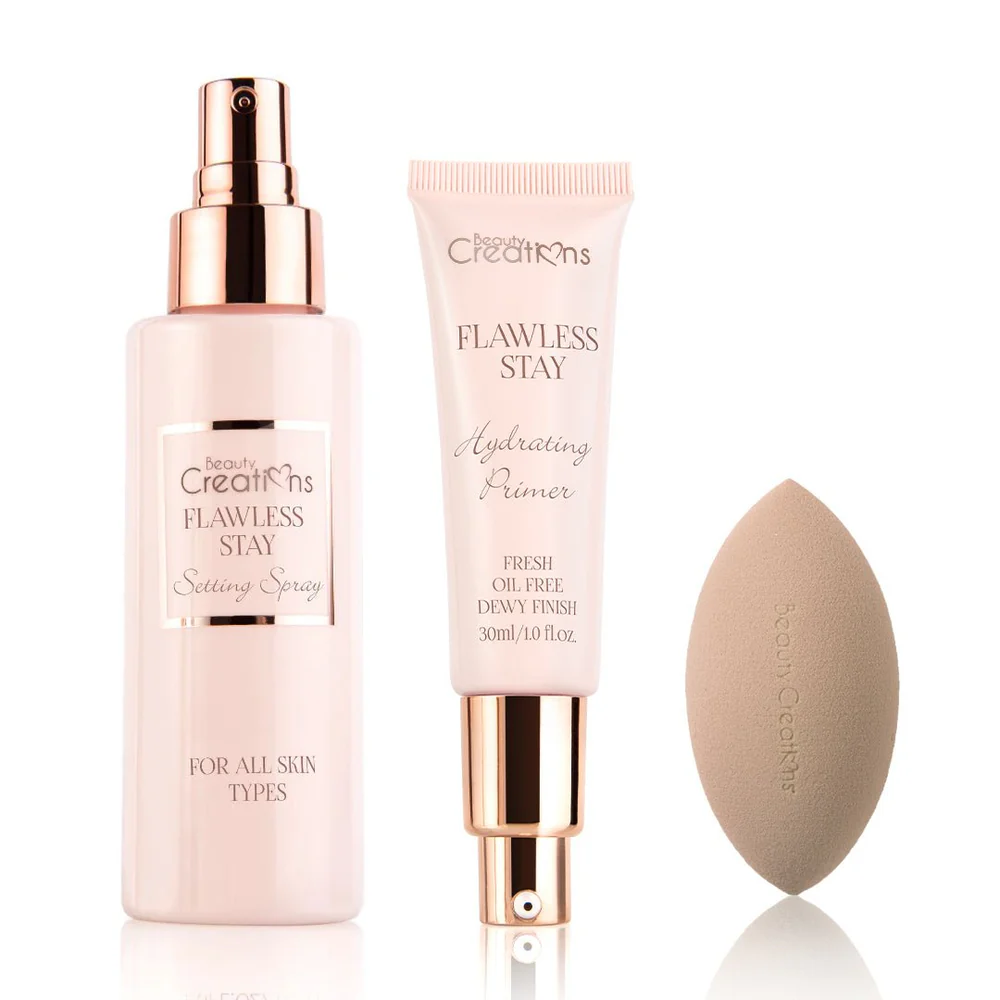 Beauty
Creations
FLAWLESS
STAY
Setting Spray
FOR ALL SKIN
TYPES
Beauty
Creations
FLAWLESS
STAY
Hydrating
Primer
FRESH
OIL FREE
DEWY FINISH
30ml/1.0 fl.oz.
Beauty Creations